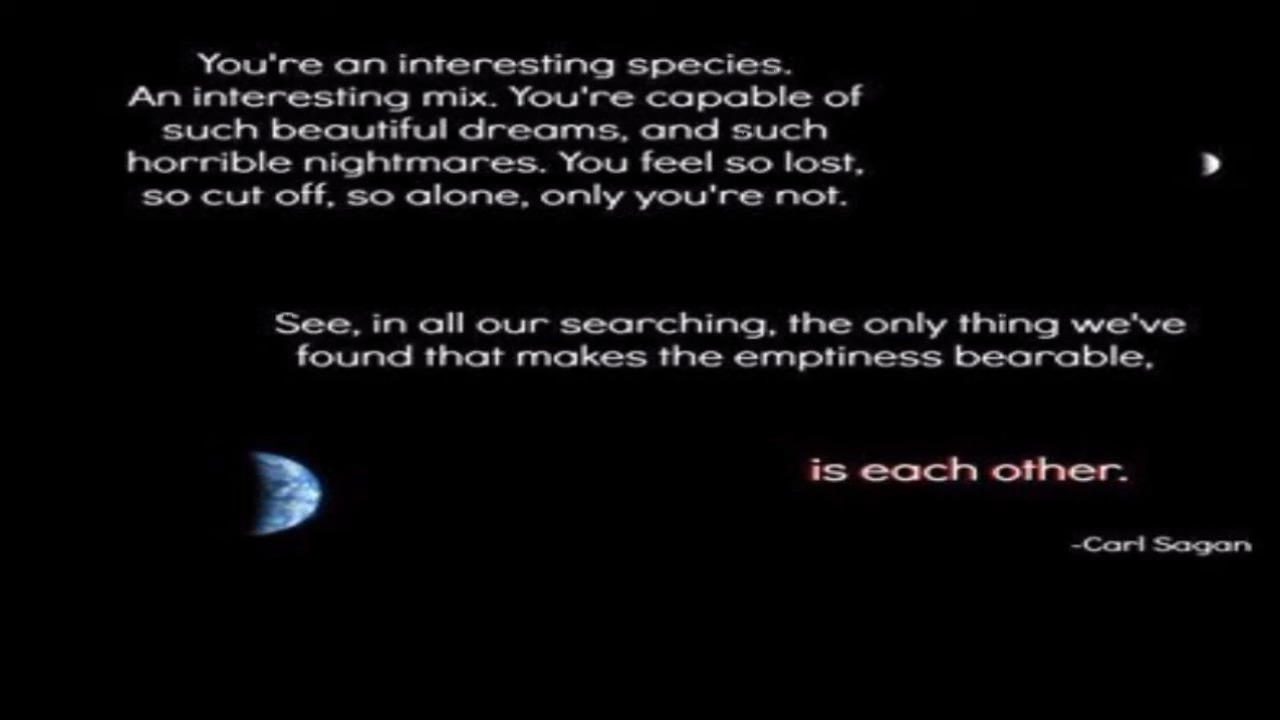 You're an interesting species.
An interesting mix. You're capable of
such beautiful dreams, and such
horrible nightmares. You feel so lost,
so cut off, so alone, only you're not.
See, in all our searching, the only thing we've
found that makes the emptiness bearable,
is each other.
-Carl Sagan